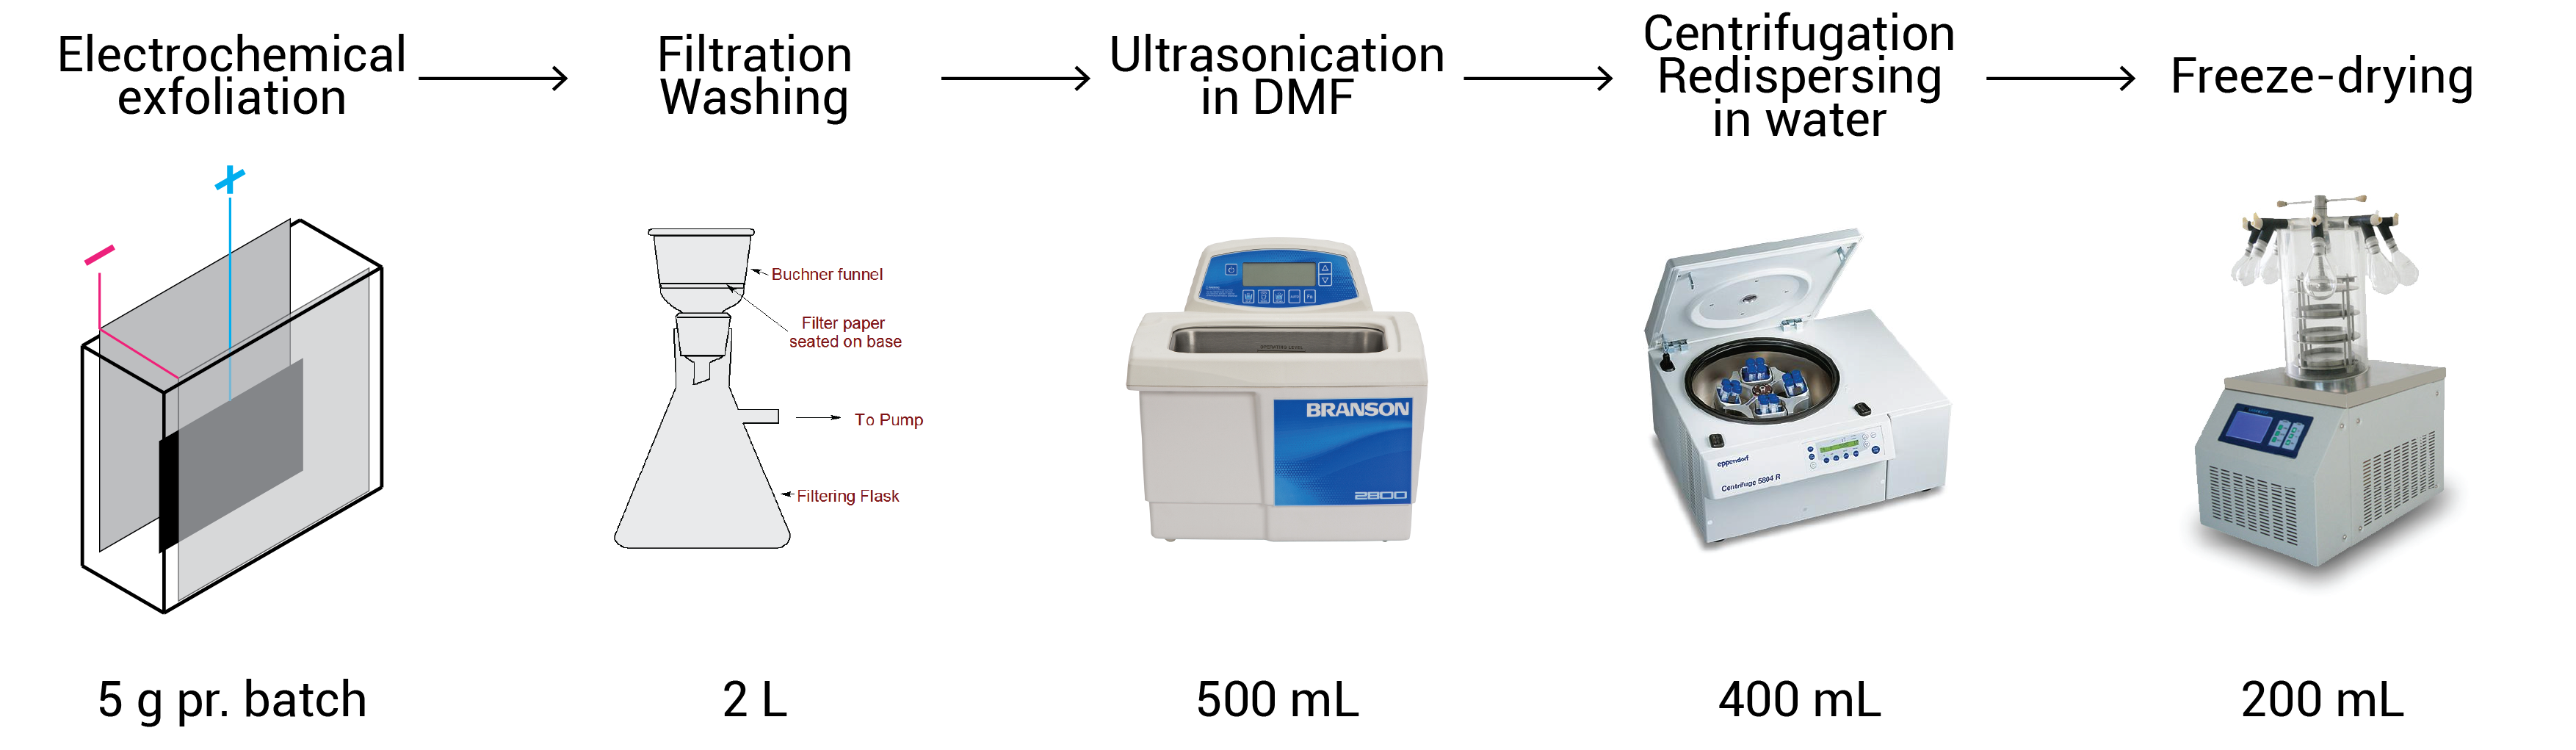 Electrochemical
exfoliation
Filtration
Washing
Ultrasonication
in DMF
Centrifugation
Redispersing
in water
Freeze-drying
Buchner funnel
Filter paper
seated on base
To Pump
Filtering Flask
BRANSON
2800
eppendorf
Centrifuge 5804 R
5 g pr. batch
2 L
500 mL
400 mL
200 mL